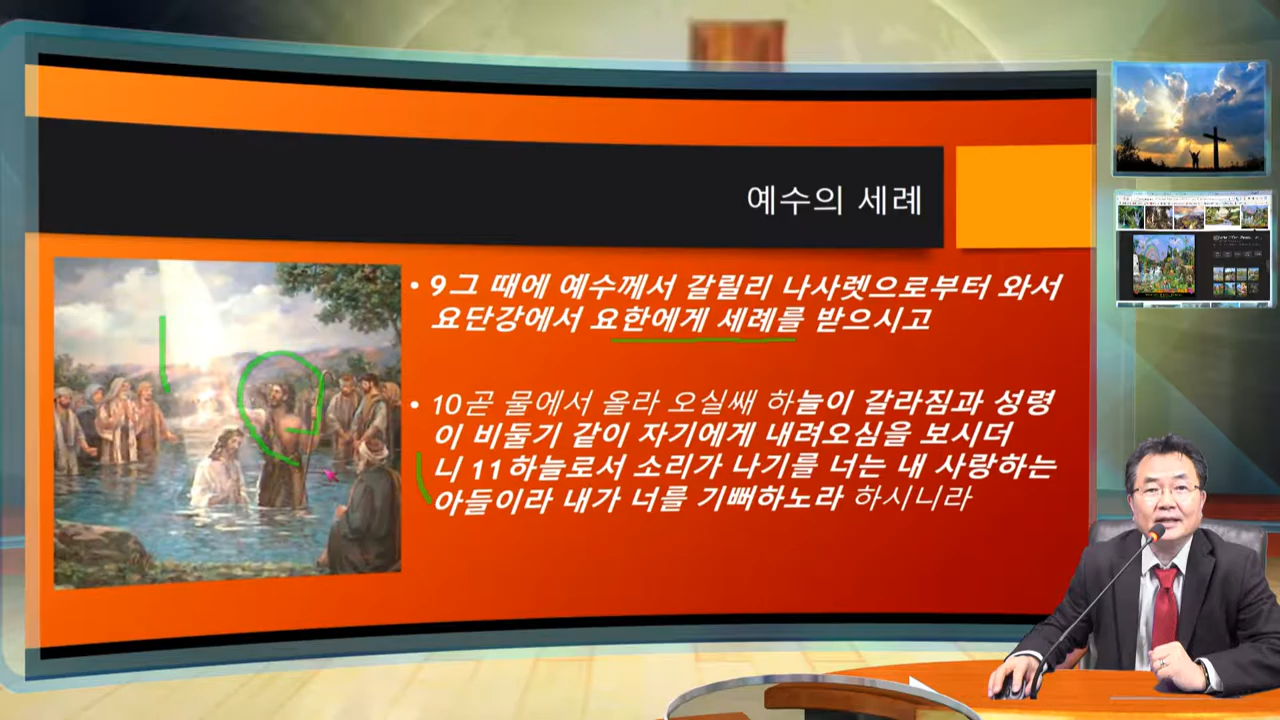 예수의 세례
• 9그 때에 예수께서 갈릴리 나사렛으로부터 와서
요단강에서 요한에게 세례를 받으시고
• 10곧 물에서 올라 오실쌔 하늘이 갈라짐과 성령
이 비둘기 같이 자기에게 내려오심을 보시더
니 11하늘로서 소리가 나기를 너는 내 사랑하는
아들이라 내가 너를 기뻐하노라 하시니라